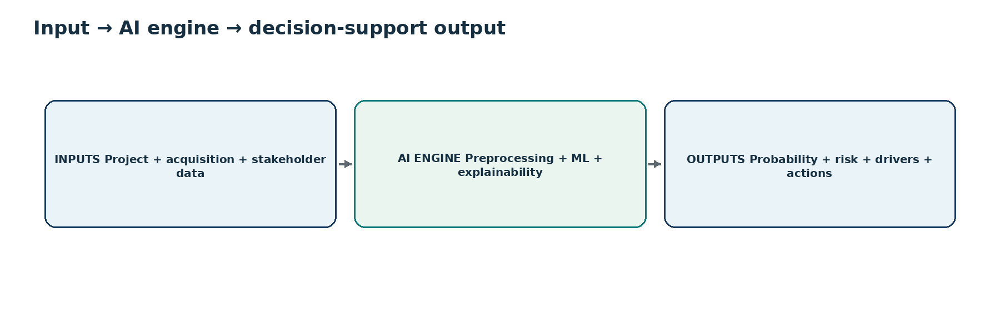 Input → AI engine → decision-support output
INPUTS Project + acquisition + stakeholder
data
AI ENGINE Preprocessing + ML +
explainability
OUTPUTS Probability + risk + drivers +
actions